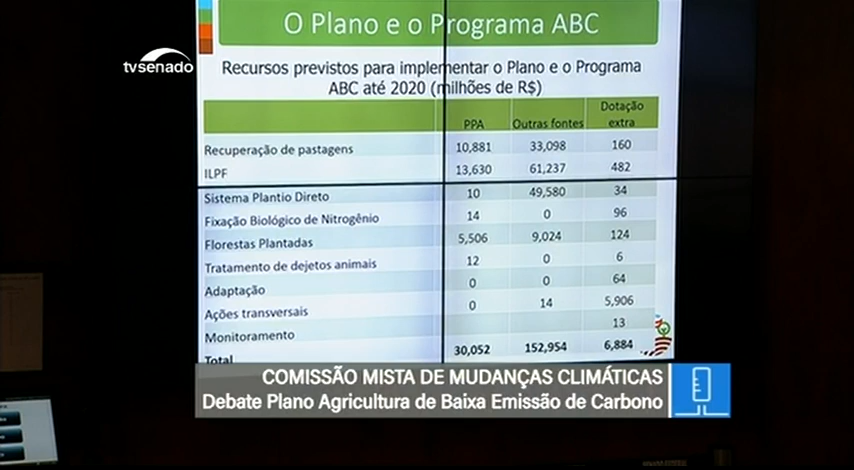 O Plano e o Programa ABC
tvsenado
Recursos previstos para implementar o Plano e o Programa
ABC até 2020 (milhões de R$)
PPA Outras fontes Dotação extra
Recuperação de pastagens 10,881 33,098 160
ILPF 13,630 61,237 482
Sistema Plantio Direto 10 49,580 34
Fixação Biológico de Nitrogênio 14 0 96
Florestas Plantadas 5,506 9,024 124
Tratamento de dejetos animais 12 0 6
Adaptação 0 0 64
Ações transversais 0 14 5,906
Monitoramento 13
Total 30,052 152,954 6,884
COMISSÃO MISTA DE MUDANÇAS CLIMÁTICAS
Debate Plano Agricultura de Baixa Emissão de Carbono